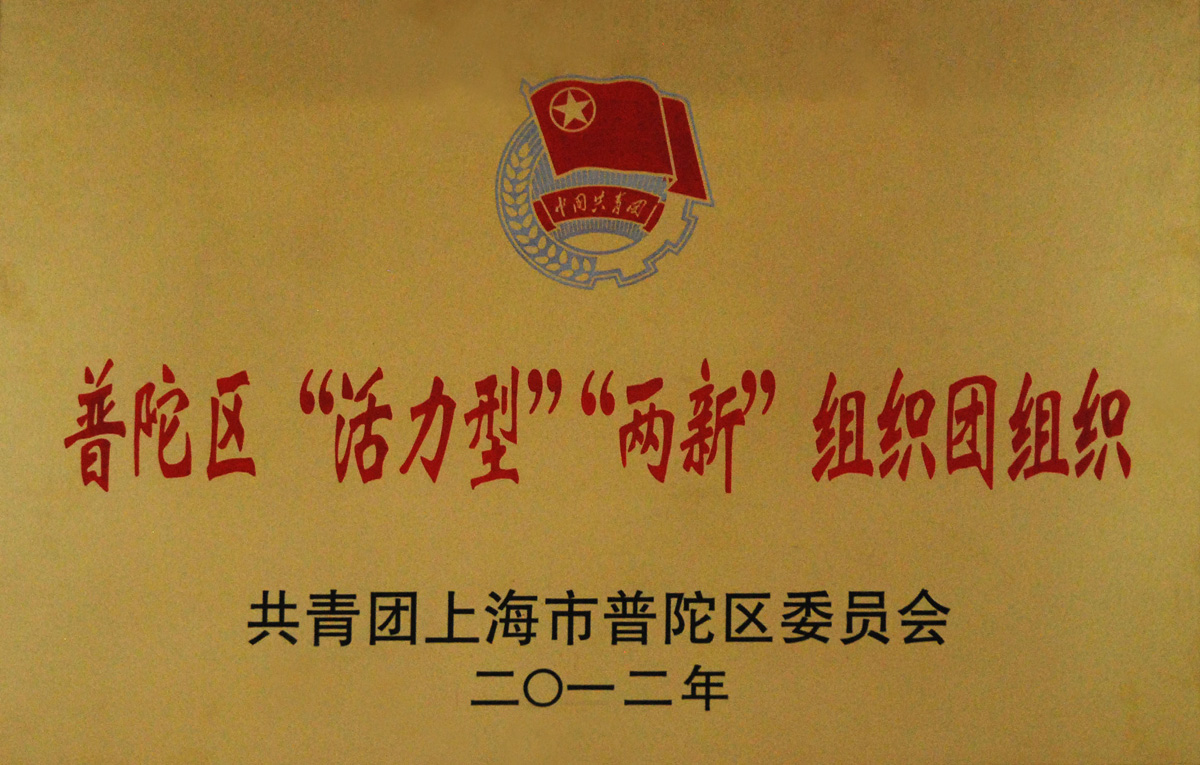 中国共青团
普陀区“活力型”“两新”组织团组织
共青团上海市普陀区委员会
二〇一二年